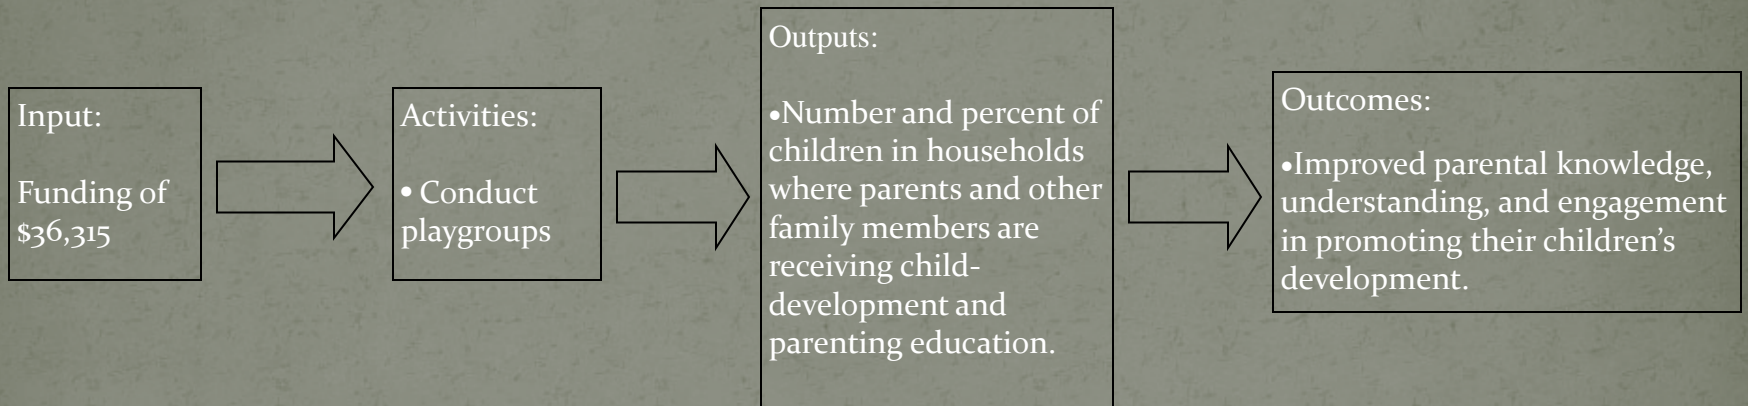 Input:
Funding of
$36,315
Activities:
• Conduct
playgroups
Outputs:
•Number and percent of
children in households
where parents and other
family members are
receiving child-
development and
parenting education.
Outcomes:
•Improved parental knowledge,
understanding, and engagement
in promoting their children’s
development.